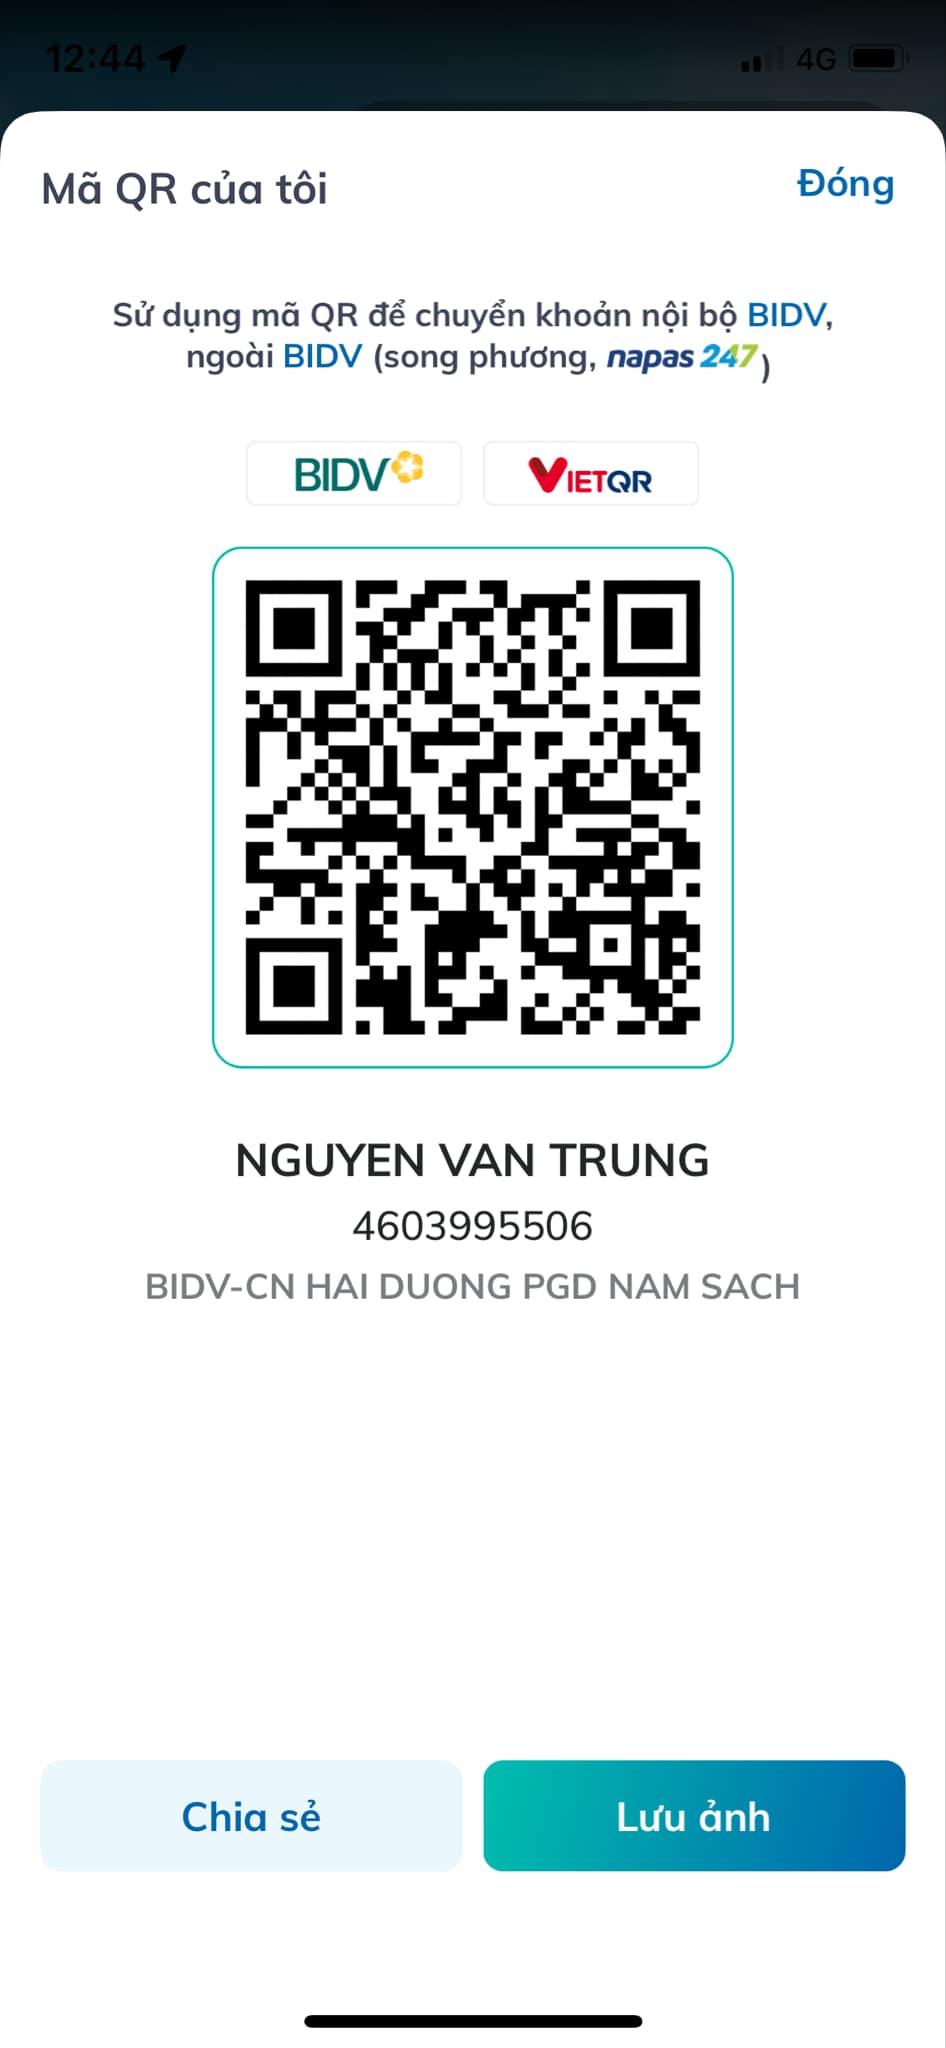 12:44
4G
Mã QR của tôi
Đóng
Sử dụng mã QR để chuyển khoản nội bộ BIDV,
ngoài BIDV (song phương, napas 247)
BIDV
VIETQR
NGUYEN VAN TRUNG
4603995506
BIDV-CN HAI DUONG PGD NAM SACH
Chia sẻ
Lưu ảnh